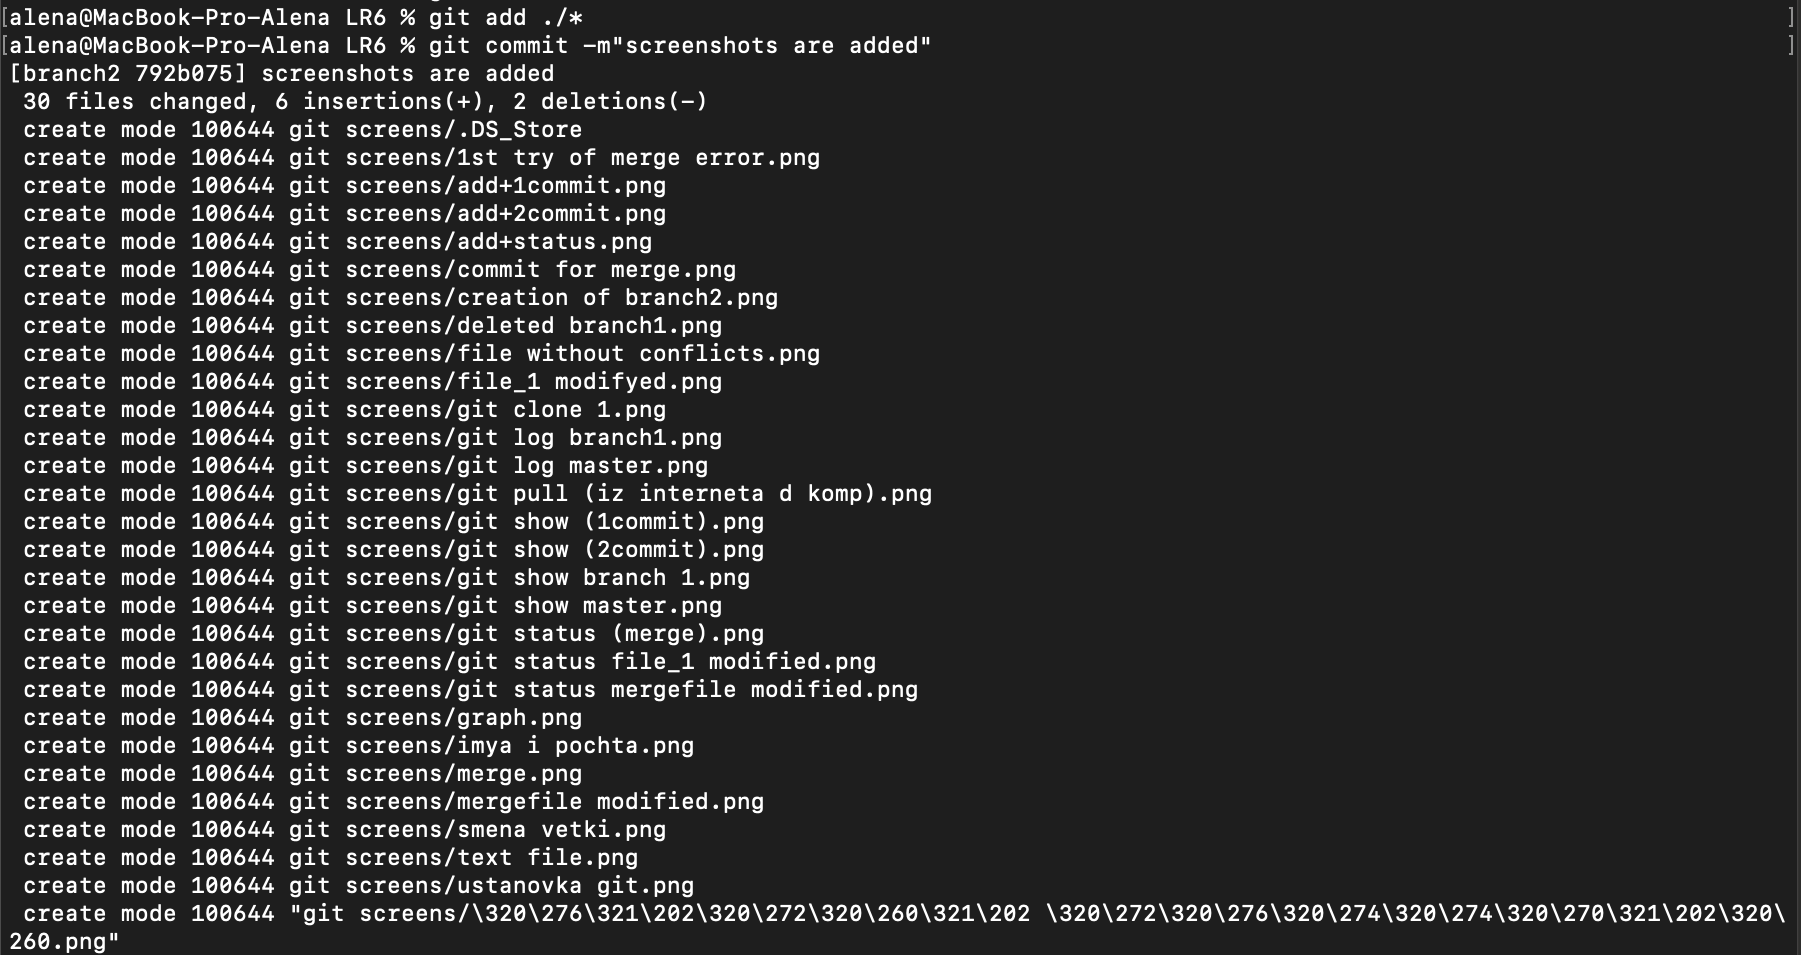 [alena@MacBook-Pro-Alena LR6 % git add ./* ]
[alena@MacBook-Pro-Alena LR6 % git commit -m"screenshots are added" ]
[branch2 792b075] screenshots are added
 30 files changed, 6 insertions(+), 2 deletions(-)
 create mode 100644 git screens/.DS_Store
 create mode 100644 git screens/1st try of merge error.png
 create mode 100644 git screens/add+1commit.png
 create mode 100644 git screens/add+2commit.png
 create mode 100644 git screens/add+status.png
 create mode 100644 git screens/commit for merge.png
 create mode 100644 git screens/creation of branch2.png
 create mode 100644 git screens/deleted branch1.png
 create mode 100644 git screens/file without conflicts.png
 create mode 100644 git screens/file_1 modifyed.png
 create mode 100644 git screens/git clone 1.png
 create mode 100644 git screens/git log branch1.png
 create mode 100644 git screens/git log master.png
 create mode 100644 git screens/git pull (iz interneta d komp).png
 create mode 100644 git screens/git show (1commit).png
 create mode 100644 git screens/git show (2commit).png
 create mode 100644 git screens/git show branch 1.png
 create mode 100644 git screens/git show master.png
 create mode 100644 git screens/git status (merge).png
 create mode 100644 git screens/git status file_1 modified.png
 create mode 100644 git screens/git status mergefile modified.png
 create mode 100644 git screens/graph.png
 create mode 100644 git screens/imya i pochta.png
 create mode 100644 git screens/merge.png
 create mode 100644 git screens/mergefile modified.png
 create mode 100644 git screens/smena vetki.png
 create mode 100644 git screens/text file.png
 create mode 100644 git screens/ustanovka git.png
 create mode 100644 "git screens/\320\276\321\202\320\272\320\260\321\202 \320\272\320\276\320\274\320\274\320\270\321\202\320\
260.png"